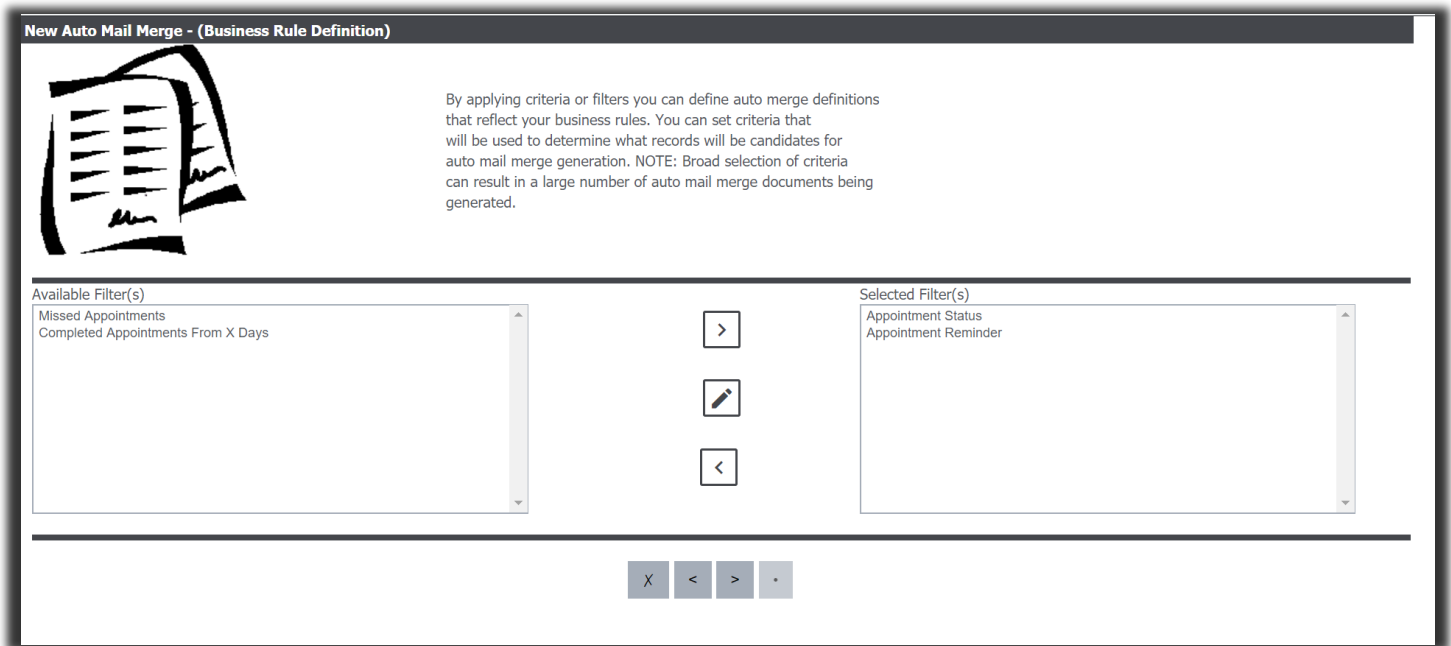 New Auto Mail Merge - (Business Rule Definition)
By applying criteria or filters you can define auto merge definitions
that reflect your business rules. You can set criteria that
will be used to determine what records will be candidates for
auto mail merge generation. NOTE: Broad selection of criteria
can result in a large number of auto mail merge documents being
generated.
Available Filter(s)
Missed Appointments
Completed Appointments From X Days
Selected Filter(s)
Appointment Status
Appointment Reminder
X < > •